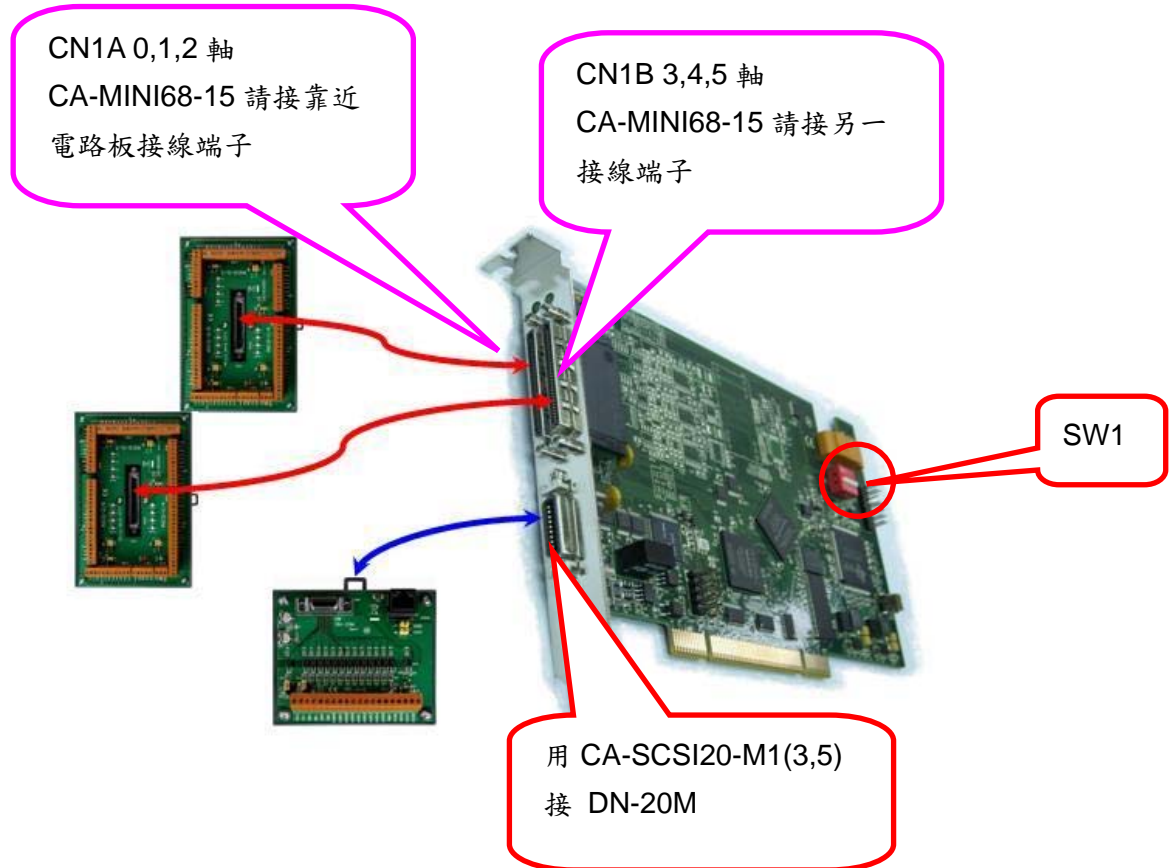 CN1A 0,1,2 軸
CA-MINI68-15 請接靠近
電路板接線端子
CN1B 3,4,5 軸
CA-MINI68-15 請接另一
接線端子
SW1
用 CA-SCSI20-M1(3,5)
接 DN-20M